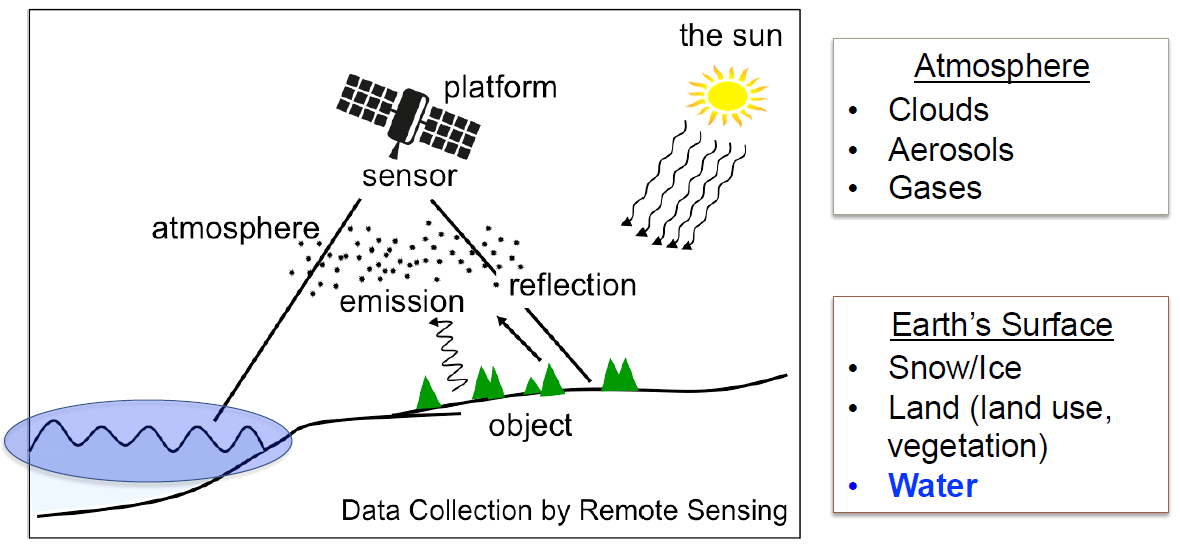 the sun
platform
sensor
atmosphere
emission
reflection
object
Data Collection by Remote Sensing
Atmosphere
• Clouds
• Aerosols
• Gases
Earth’s Surface
• Snow/Ice
• Land (land use,
vegetation)
• Water